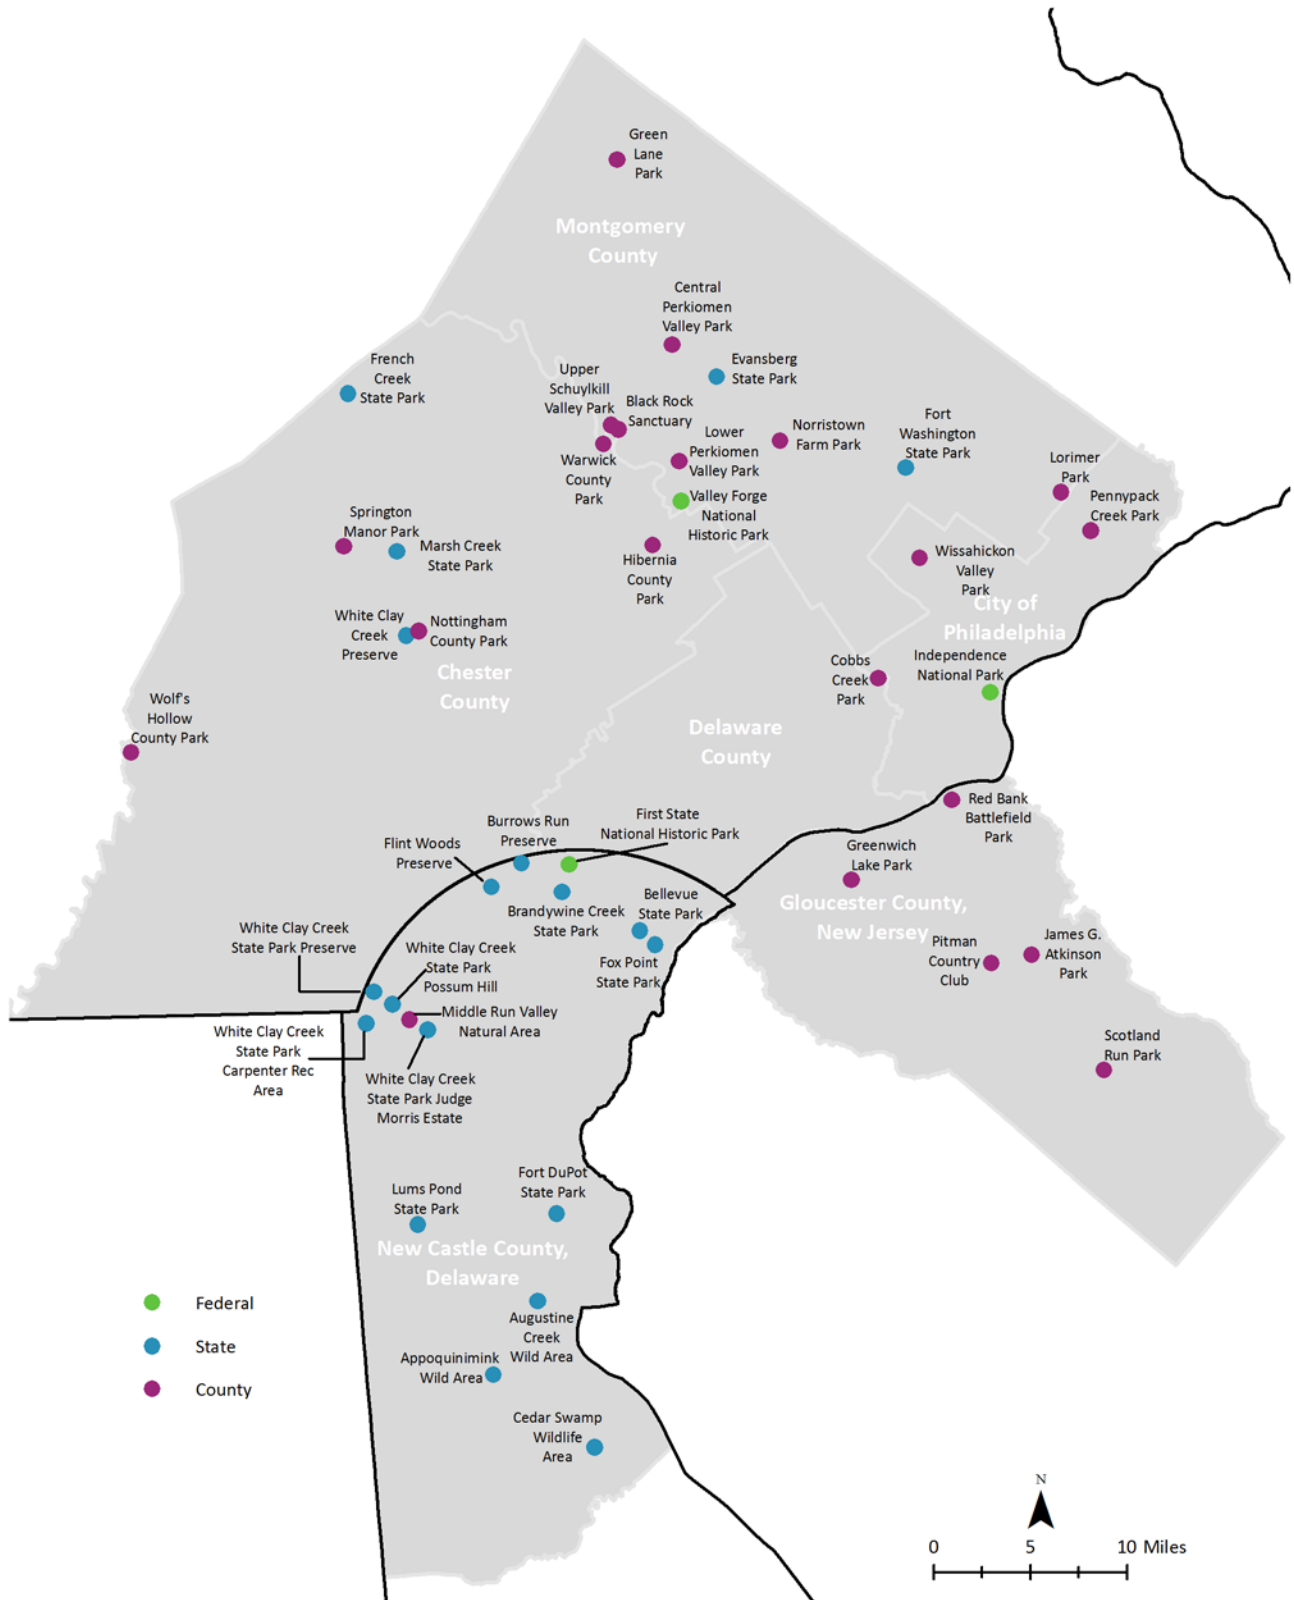 Green
Lane
Park
Montgomery
County
Central
Perkiomen
Valley Park
Evansberg
State Park
French
Creek
State Park
Upper
Schuylkill
Valley Park
Black Rock
Sanctuary
Warwick
County
Park
Lower
Perkiomen
Valley Park
Norristown
Farm Park
Fort
Washington
State Park
Lorimer
Park
Pennypack
Creek Park
Valley Forge
National
Historic Park
Springton
Manor Park
Marsh Creek
State Park
Hibernia
County
Park
Wissahickon
Valley
Park
City of
Philadelphia
White Clay
Creek
Preserve
Nottingham
County Park
Chester
County
Cobbs
Creek
Park
Independence
National Park
Wolf's
Hollow
County Park
Delaware
County
Red Bank
Battlefield
Park
First State
National Historic Park
Burrows Run
Preserve
Flint Woods
Preserve
Greenwich
Lake Park
Gloucester County,
New Jersey
Brandywine Creek
State Park
Bellevue
State Park
Fox Point
State Park
Pitman
Country
Club
James G.
Atkinson
Park
White Clay Creek
State Park Preserve
White Clay Creek
State Park
Possum Hill
Middle Run Valley
Natural Area
White Clay Creek
State Park
Carpenter Rec
Area
White Clay Creek
State Park Judge
Morris Estate
Scotland
Run Park
Lums Pond
State Park
Fort DuPot
State Park
New Castle County,
Delaware
Augustine
Creek
Wild Area
Appoquinimink
Wild Area
Cedar Swamp
Wildlife
Area
Federal
State
County
N
0 5 10 Miles